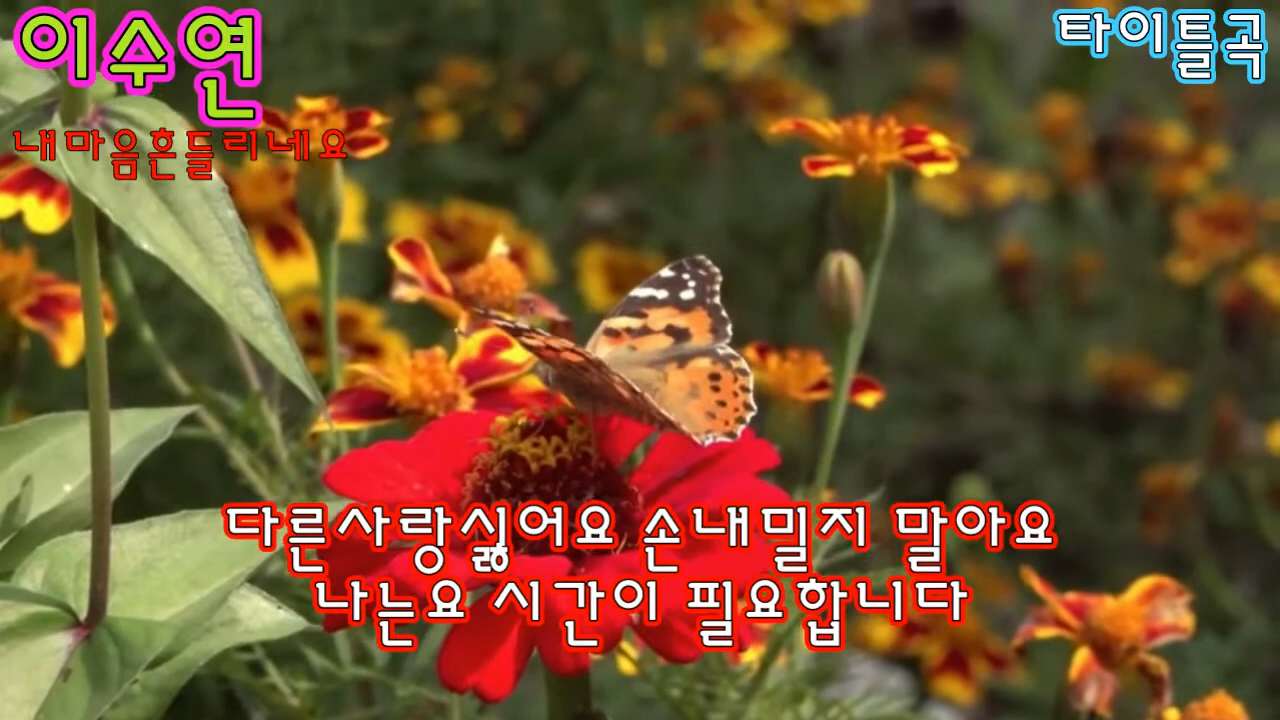 이수연
타이틀곡
내마음흔들리네요
다른사랑싫어요 손내밀지 말아요
나는요 시간이 필요합니다